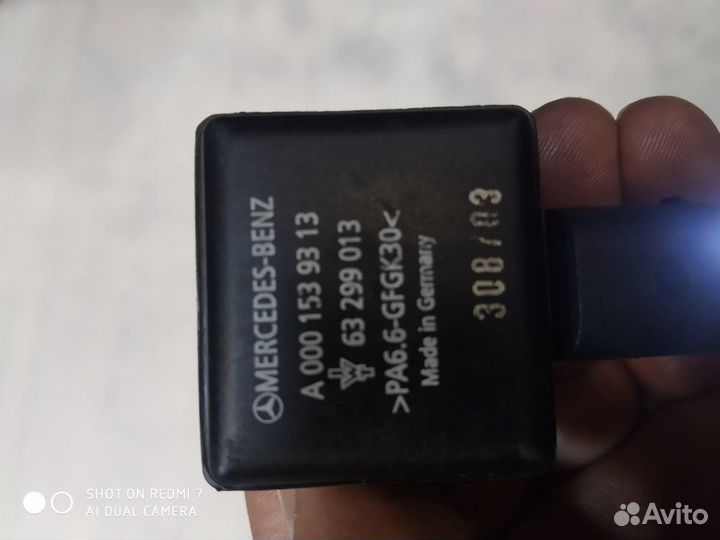 MERCEDES-BENZ
A 000 153 93 13
63 299 013
>PA6.6-GFGK30<
Made in Germany
308/03
SHOT ON REDMI 7
AI DUAL CAMERA
Avito